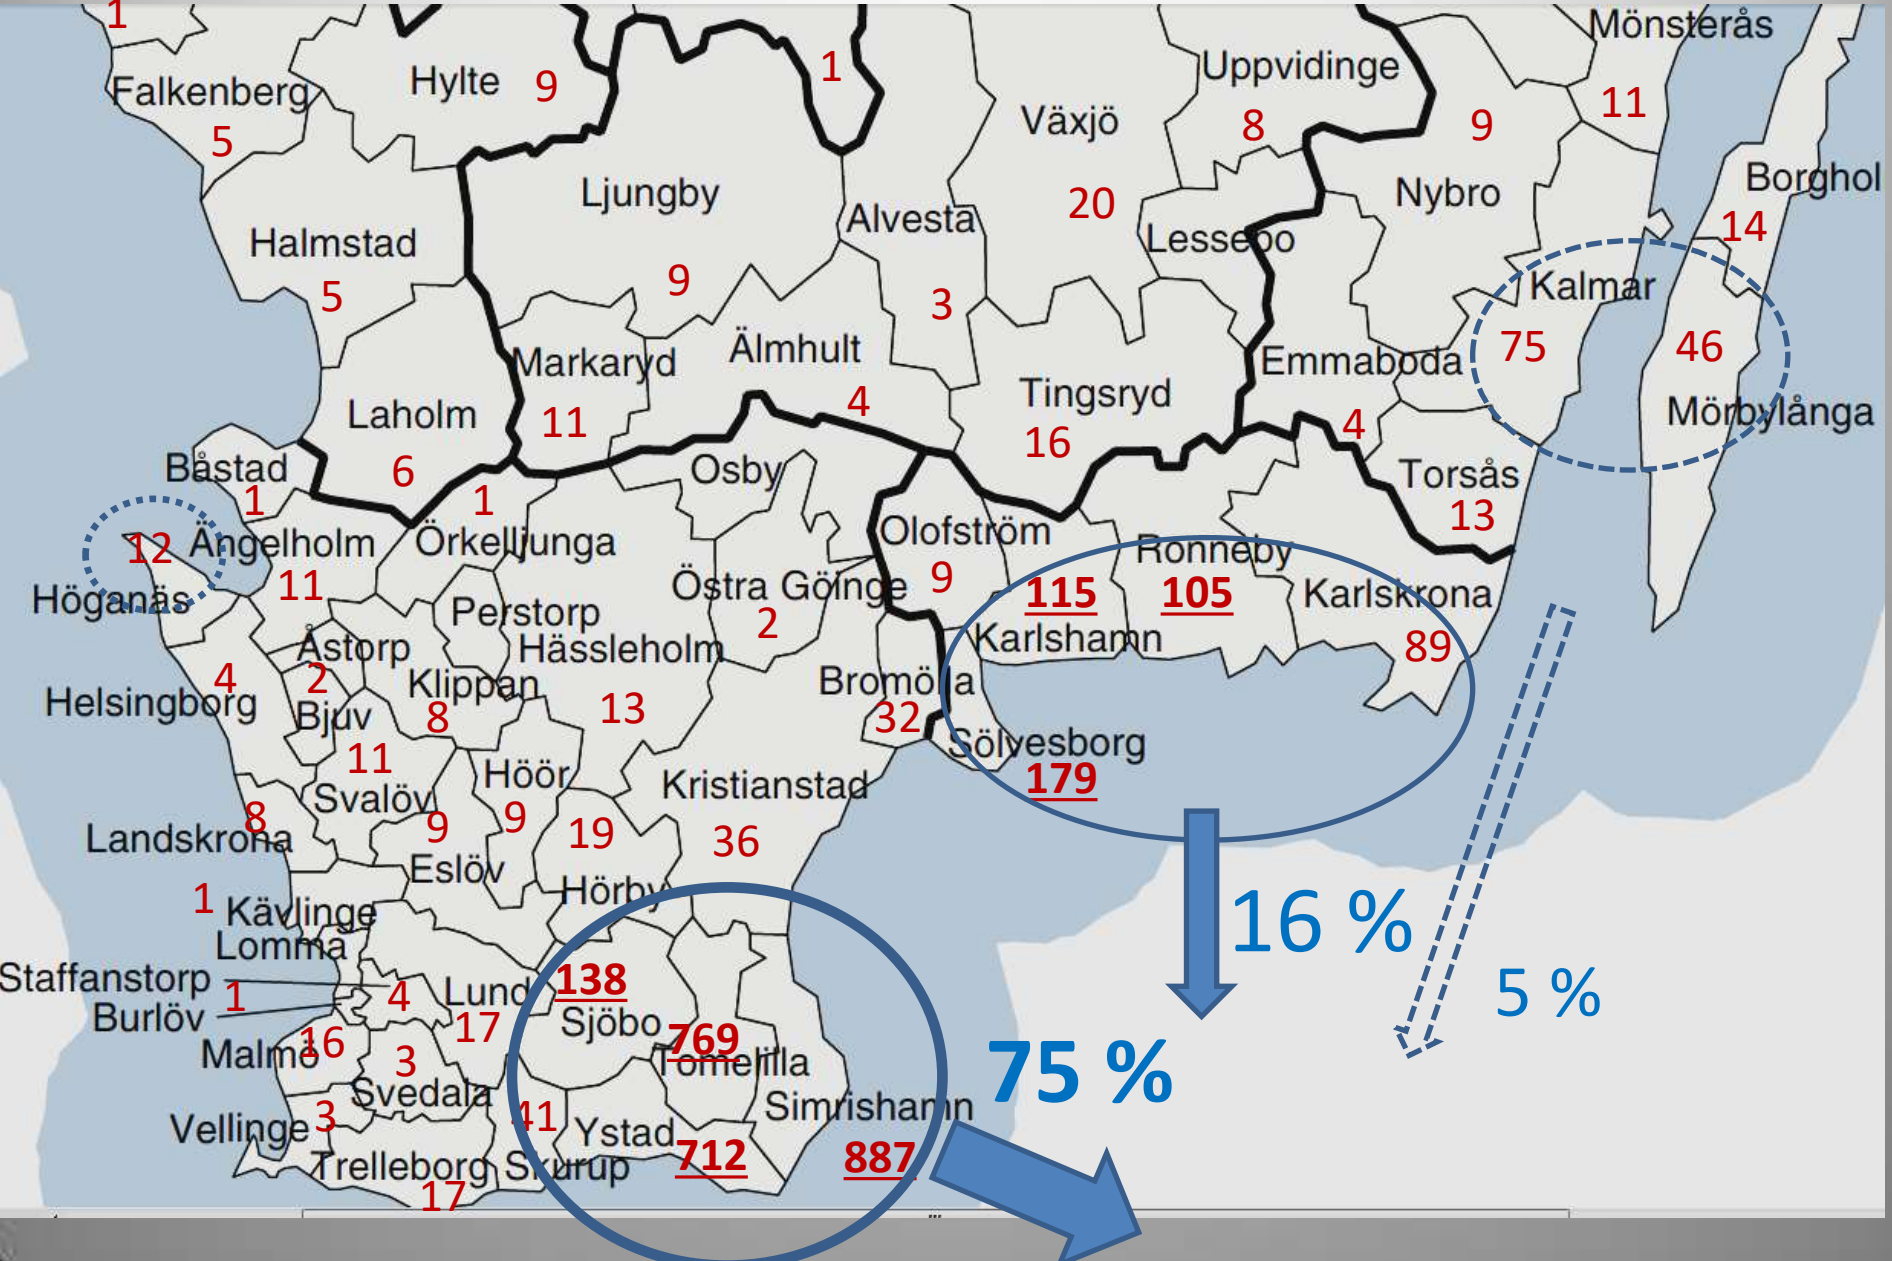 1
Mönsterås
Falkenberg
5
Hylte
9
1
Växjö
20
Uppvidinge
8
9
Nybro
11
Borghol
14
Ljungby
9
Alvesta
3
Lessebo
Halmstad
5
Kalmar
75
46
Mörbylånga
Markaryd
11
Älmhult
4
Tingsryd
16
Emmaboda
4
Laholm
6
Båstad
1
1
Osby
Torsås
13
12
Höganäs
Ängelholm
11
Örkelljunga
Olofström
9
Ronneby
105
115
Karlshamn
Karlskrona
89
Östra Göinge
2
Perstorp
Hässleholm
13
Åstorp
2
Klippan
8
4
Helsingborg
Bjuv
11
Bromölla
32
Sölvesborg
179
Höör
9
Svalöv
8
Landskrona
9
Eslöv
19
Hörby
Kristianstad
36
1
Kävlinge
Lomma
16 %
5 %
Staffanstorp
1
4
Burlöv
Lund
17
138
Sjöbo
769
Tomelilla
75 %
Malmö
16
3
Svedala
Simrishamn
887
Vellinge
3
41
Ystad
712
Trelleborg
17
Skurup